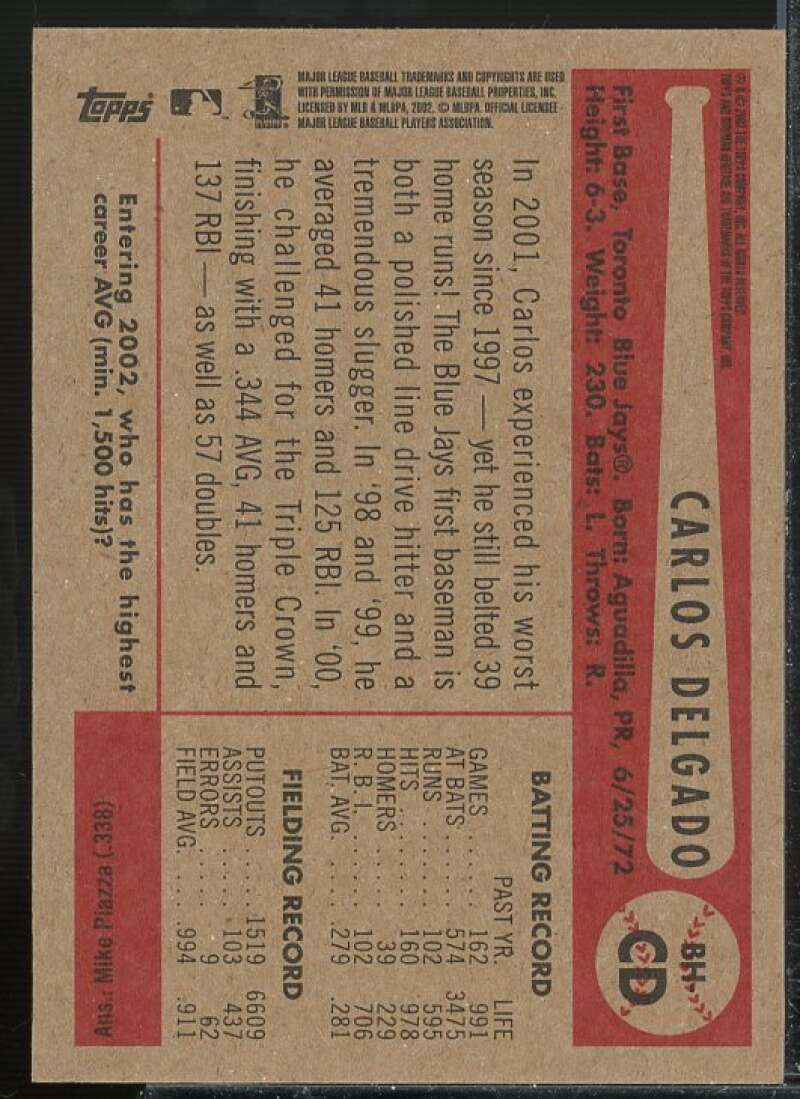 CARLOS DELGADO
BH-
CD
First Base, Toronto Blue Jays®. Born: Aguadilla, PR, 6/25/72
Height: 6-3. Weight: 230. Bats: L. Throws: R.
In 2001, Carlos experienced his worst
season since 1997 — yet he still belted 39
home runs! The Blue Jays first baseman is
both a polished line drive hitter and a
tremendous slugger. In '98 and '99, he
averaged 41 homers and 125 RBI. In '00,
he challenged for the Triple Crown,
finishing with a .344 AVG, 41 homers and
137 RBI — as well as 57 doubles.
BATTING RECORD
PAST YR. LIFE
GAMES ...... 162 991
AT BATS ...... 574 3475
RUNS ...... 102 595
HITS ...... 160 978
HOMERS ...... 39 229
R. B. I. ...... 102 706
BAT. AVG. .... .279 .281
FIELDING RECORD
PUTOUTS ..... 1519 6609
ASSISTS ...... 103 437
ERRORS ...... 9 62
FIELD AVG. .... .994 .911
MAJOR LEAGUE BASEBALL TRADEMARKS AND COPYRIGHTS ARE USED
WITH PERMISSION OF MAJOR LEAGUE BASEBALL PROPERTIES, INC.
LICENSED BY MLB & MLBPA, 2002. © MLBPA. OFFICIAL LICENSEE -
MAJOR LEAGUE BASEBALL PLAYERS ASSOCIATION.
topps
Entering 2002, who has the highest
career AVG (min. 1,500 hits)?
Ans.: Mike Piazza (.338)